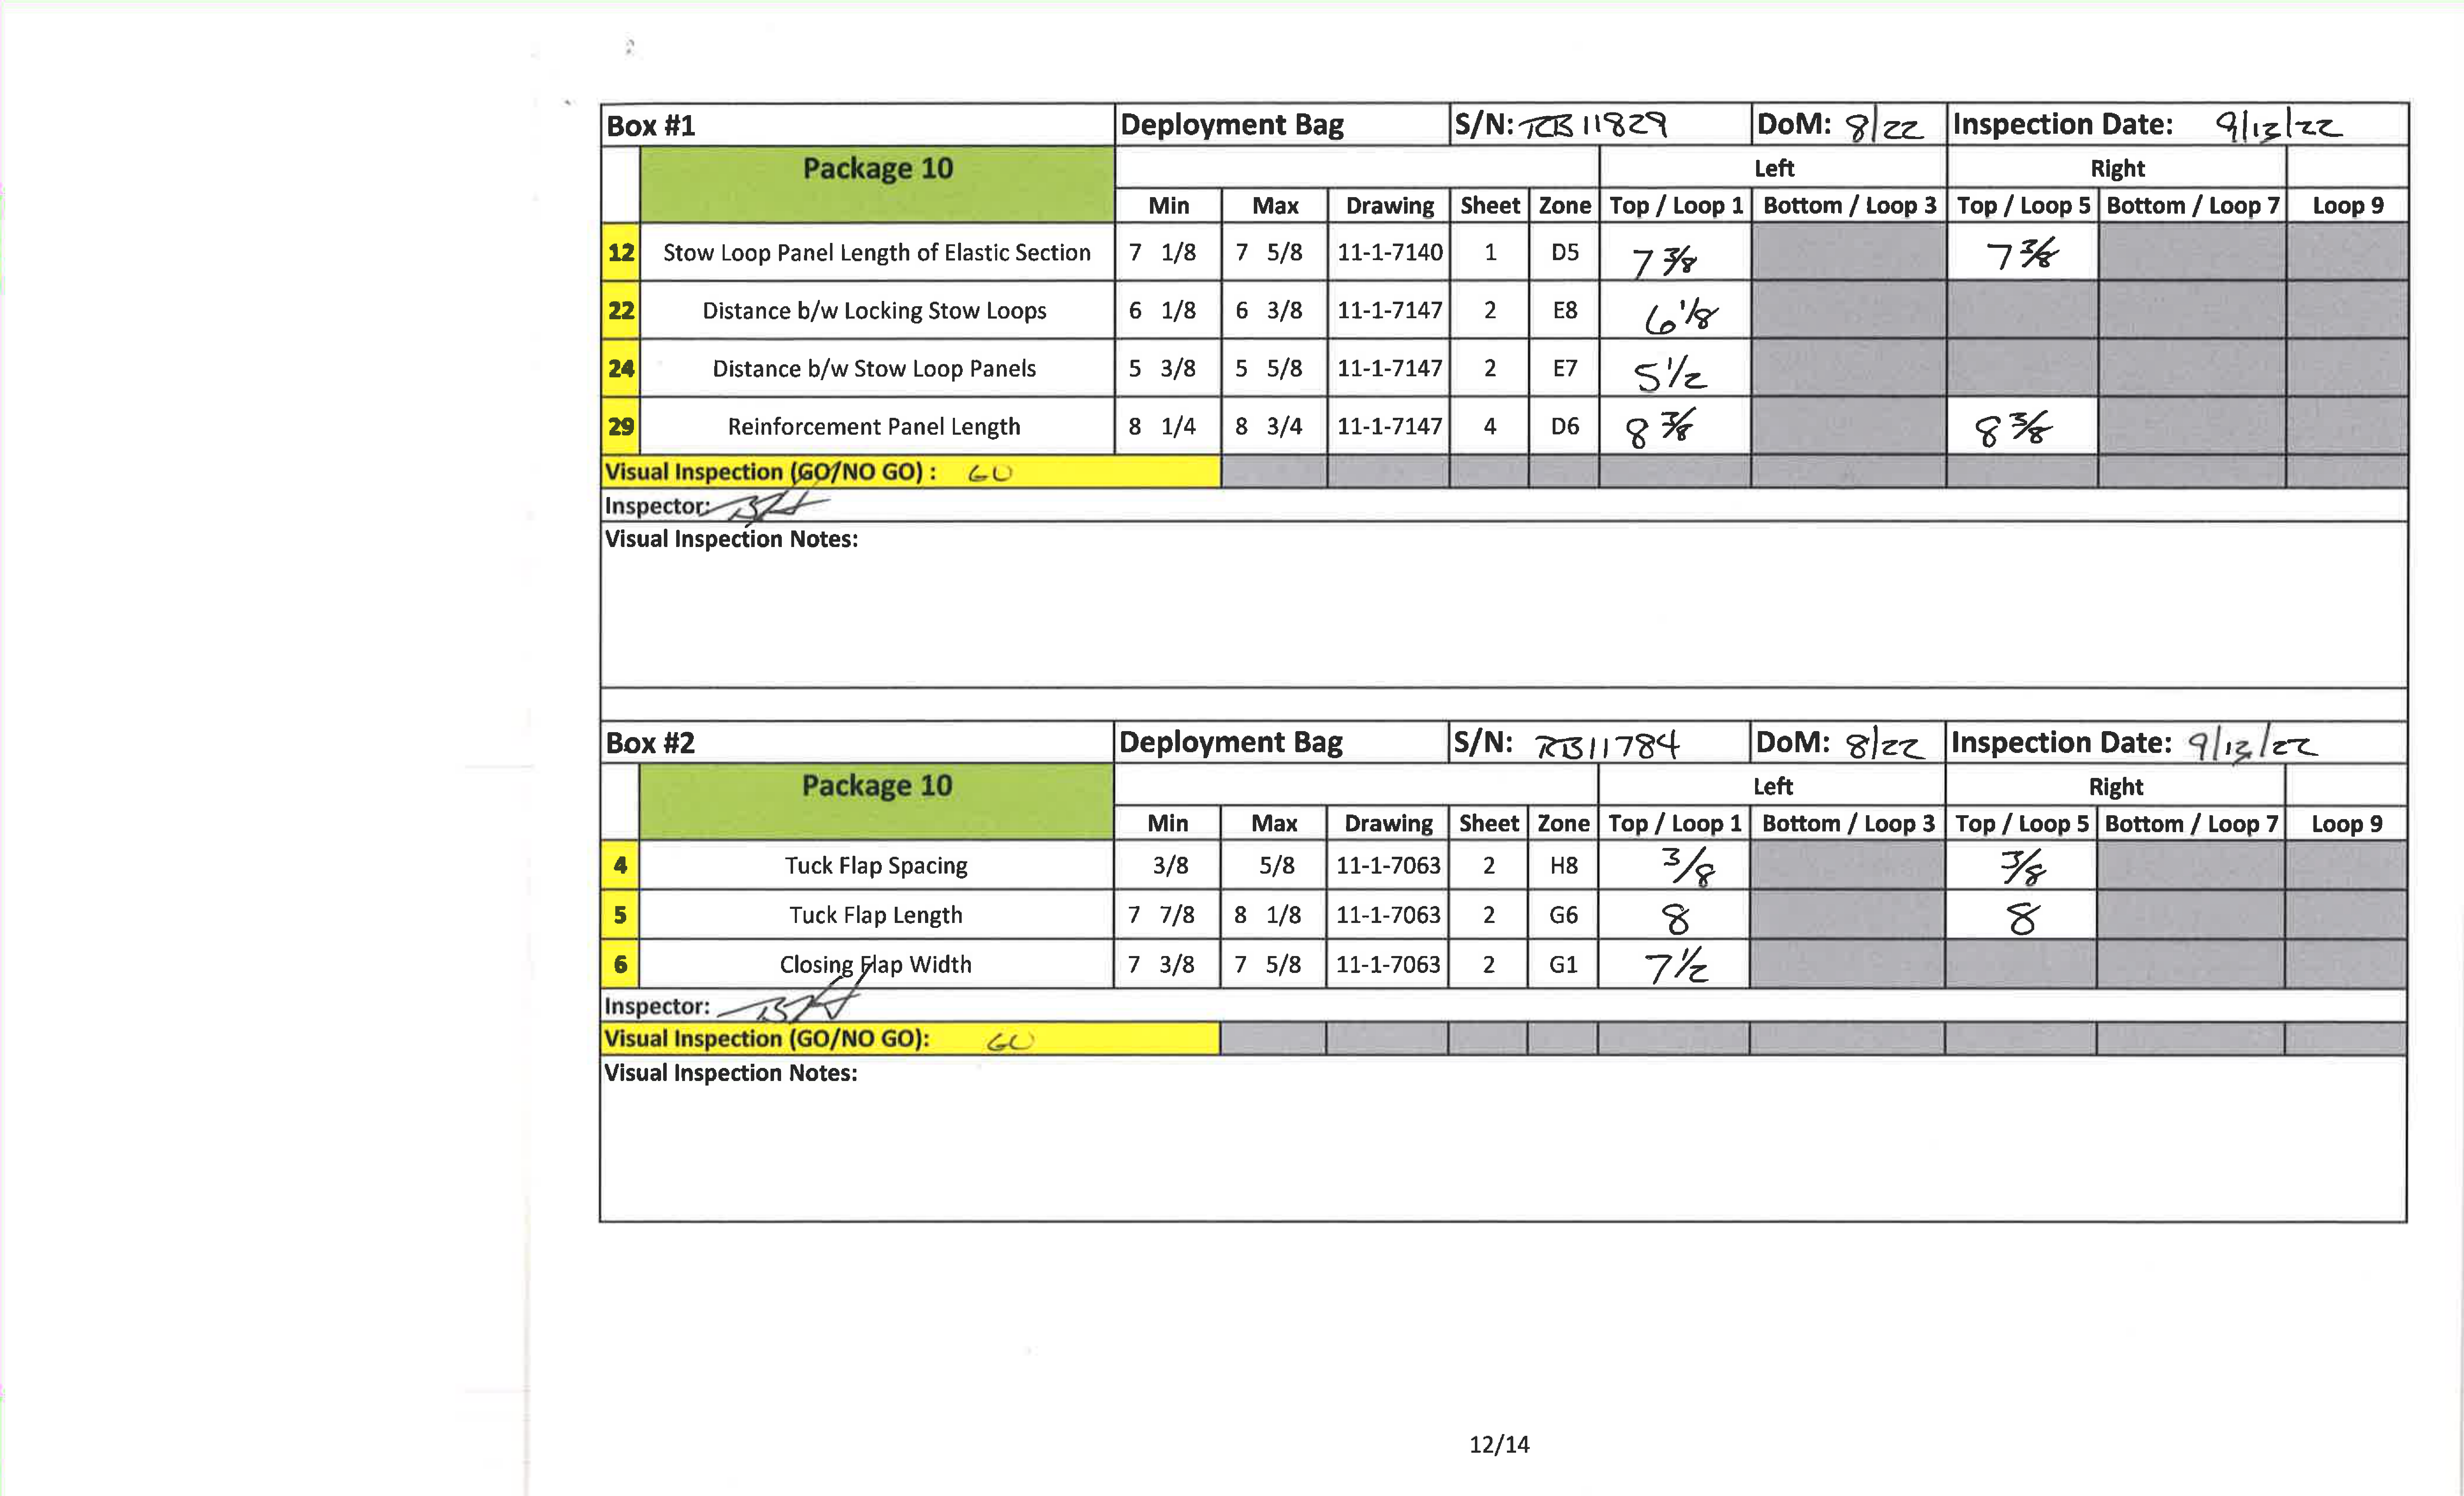 Box #1 Deployment Bag S/N: RB11829 DoM: 8/22 Inspection Date: 9/12/22
Package 10 Left Right
Min Max Drawing Sheet Zone Top / Loop 1 Bottom / Loop 3 Top / Loop 5 Bottom / Loop 7 Loop 9
12 Stow Loop Panel Length of Elastic Section 7 1/8 7 5/8 11-1-7140 1 D5 7 3/8 7 3/8
22 Distance b/w Locking Stow Loops 6 1/8 6 3/8 11-1-7147 2 E8 6 1/8
24 Distance b/w Stow Loop Panels 5 3/8 5 5/8 11-1-7147 2 E7 5 1/2
29 Reinforcement Panel Length 8 1/4 8 3/4 11-1-7147 4 D6 8 3/8 8 3/8
Visual Inspection (GO/NO GO) : GO
Inspector:
Visual Inspection Notes:
Box #2 Deployment Bag S/N: RB11784 DoM: 8/22 Inspection Date: 9/12/22
Package 10 Left Right
Min Max Drawing Sheet Zone Top / Loop 1 Bottom / Loop 3 Top / Loop 5 Bottom / Loop 7 Loop 9
4 Tuck Flap Spacing 3/8 5/8 11-1-7063 2 H8 3/8 3/8
5 Tuck Flap Length 7 7/8 8 1/8 11-1-7063 2 G6 8 8
6 Closing Flap Width 7 3/8 7 5/8 11-1-7063 2 G1 7 1/2
Inspector:
Visual Inspection (GO/NO GO): GO
Visual Inspection Notes:
12/14